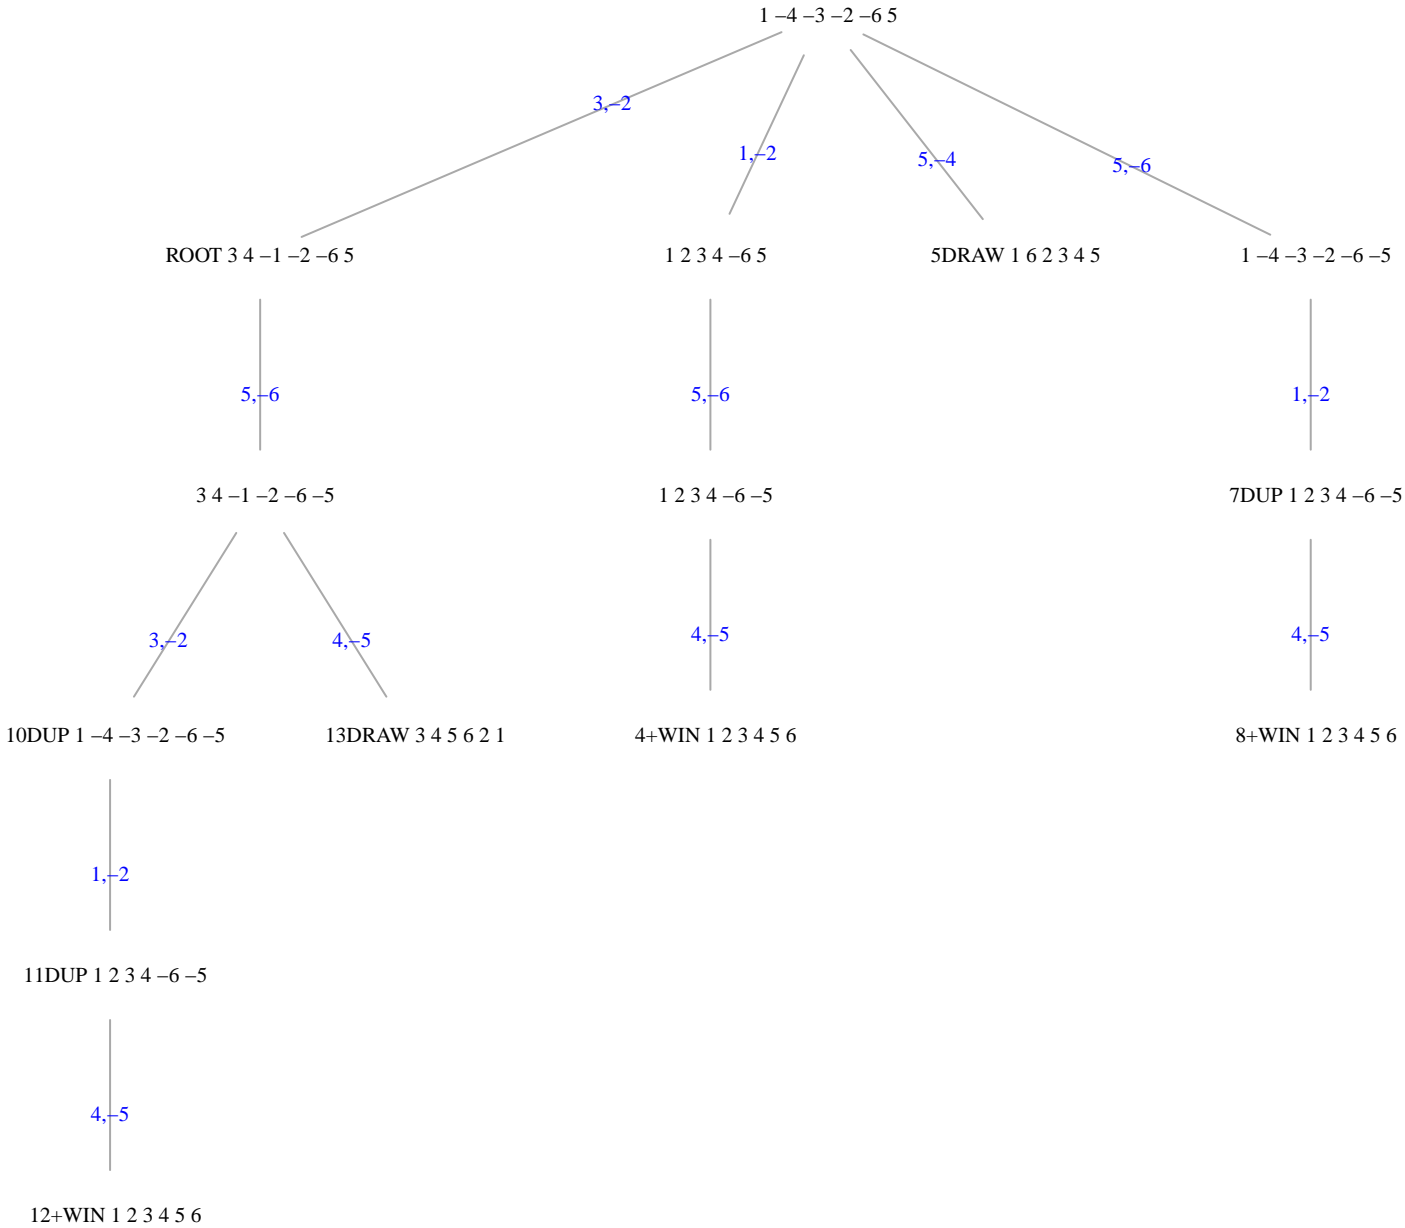 1 –4 –3 –2 –6 5
3,–2
1,–2
5,–4
5,–6
ROOT 3 4 –1 –2 –6 5
1 2 3 4 –6 5
5DRAW 1 6 2 3 4 5
1 –4 –3 –2 –6 –5
5,–6
5,–6
1,–2
3 4 –1 –2 –6 –5
1 2 3 4 –6 –5
7DUP 1 2 3 4 –6 –5
3,–2
4,–5
4,–5
4,–5
10DUP 1 –4 –3 –2 –6 –5
13DRAW 3 4 5 6 2 1
4+WIN 1 2 3 4 5 6
8+WIN 1 2 3 4 5 6
1,–2
11DUP 1 2 3 4 –6 –5
4,–5
12+WIN 1 2 3 4 5 6